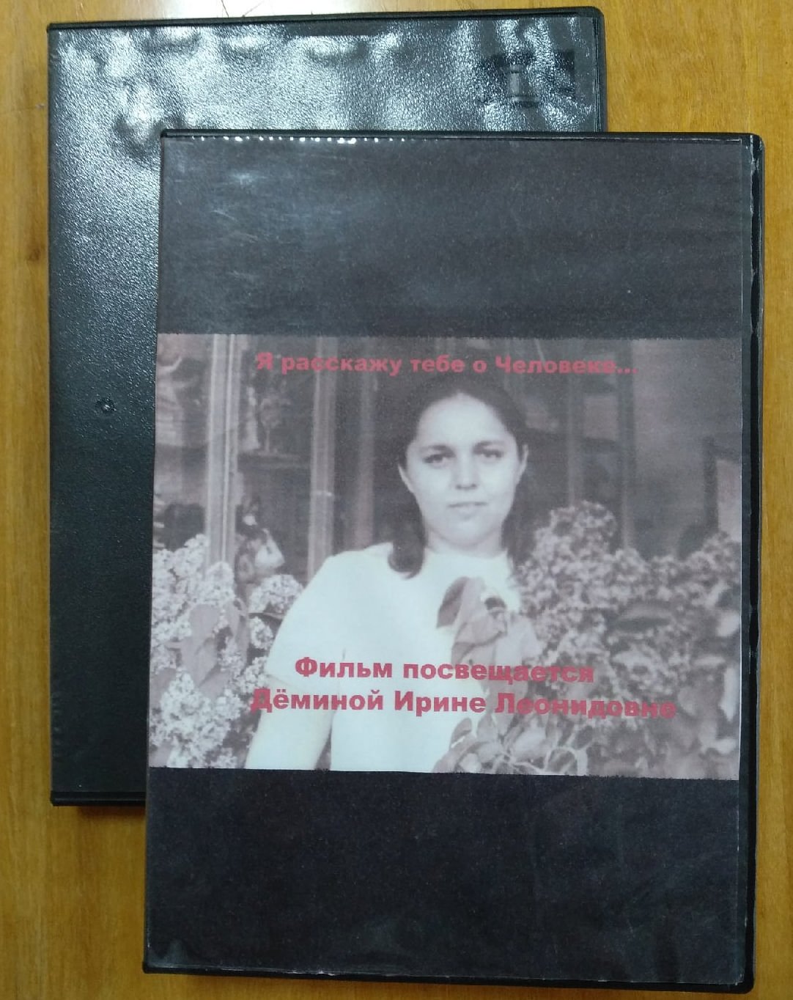 Я расскажу тебе о Человеке...
Фильм посвещается
Дёминой Ирине Леонидовне